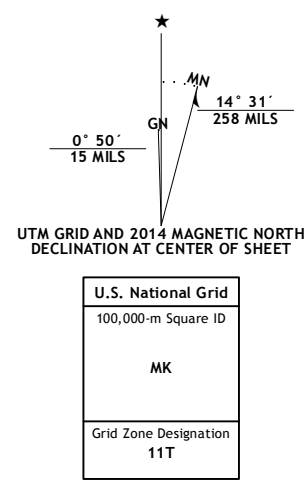 ★
MN
GN
0° 50´
15 MILS
14° 31´
258 MILS
UTM GRID AND 2014 MAGNETIC NORTH
DECLINATION AT CENTER OF SHEET
U.S. National Grid
100,000-m Square ID
MK
Grid Zone Designation
11T